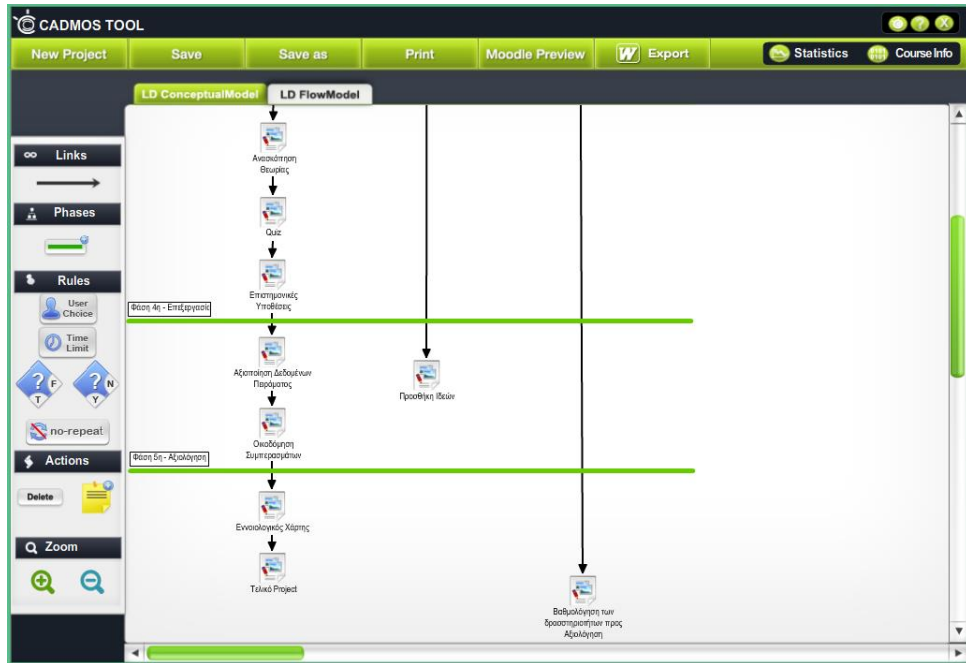 CADMOS TOOL
New Project
Save
Save as
Print
Moodle Preview
W Export
Statistics
Course Info
LD ConceptualModel
LD FlowModel
Links
Phases
Rules
User
Choice
Time
Limit
? F
T
? N
Y
no-repeat
Actions
Delete
Zoom
Ανασκόπηση
Θεωρίας
Quiz
Επιστημονικές
Υποθέσεις
Φάση 4η - Επεξεργασίc
Αξιοποίηση Δεδομένων
Πειράματος
Προσθήκη Ιδεών
Οικοδόμηση
Συμπερασμάτων
Φάση 5η - Αξιολόγηση
Εννοιολογικός Χάρτης
Τελικό Project
Βαθμολόγηση των
δραστηριοτήτων προς
Αξιολόγηση